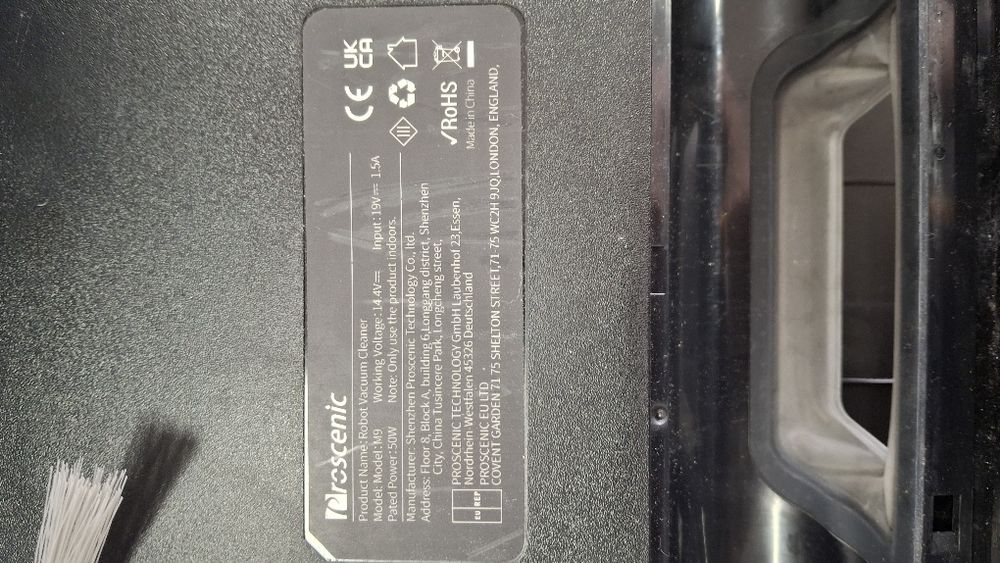 Proscenic
Product Name: Robot Vacuum Cleaner
Model: Model: M9 Working Voltage: 14.4V⎓ Input: 19V⎓ 1.5A
Pated Power: 50W Note: Only use the product indoors.
Manufacturer: Shenzhen Proscenic Technology Co., ltd.
Address: Floor 8, Block A, building 6,Longgang district, Shenzhen
City, China Tusincere Park, Longcheng street,
EU REP
PROSCENIC TECHNOLOGY GmbH Laubenhof 23,Essen,
Nordrhein-Westfalen 45326 Deutschland
PROSCENIC EU LTD .
COVENT GARDEN 71 75 SHELTON STREET,71-75 WC2H 9JQ,LONDON, ENGLAND,
CE
UK
CA
√RoHS
Made in China